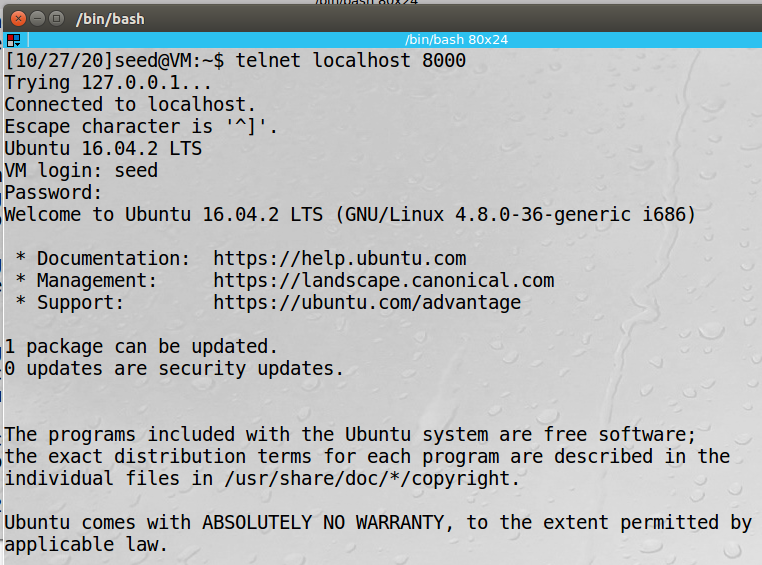 /bin/bash 80x24
/bin/bash
/bin/bash 80x24
[10/27/20]seed@VM:~$ telnet localhost 8000
Trying 127.0.0.1...
Connected to localhost.
Escape character is '^]'.
Ubuntu 16.04.2 LTS
VM login: seed
Password:
Welcome to Ubuntu 16.04.2 LTS (GNU/Linux 4.8.0-36-generic i686)

 * Documentation:  https://help.ubuntu.com
 * Management:     https://landscape.canonical.com
 * Support:        https://ubuntu.com/advantage

1 package can be updated.
0 updates are security updates.


The programs included with the Ubuntu system are free software;
the exact distribution terms for each program are described in the
individual files in /usr/share/doc/*/copyright.

Ubuntu comes with ABSOLUTELY NO WARRANTY, to the extent permitted by
applicable law.